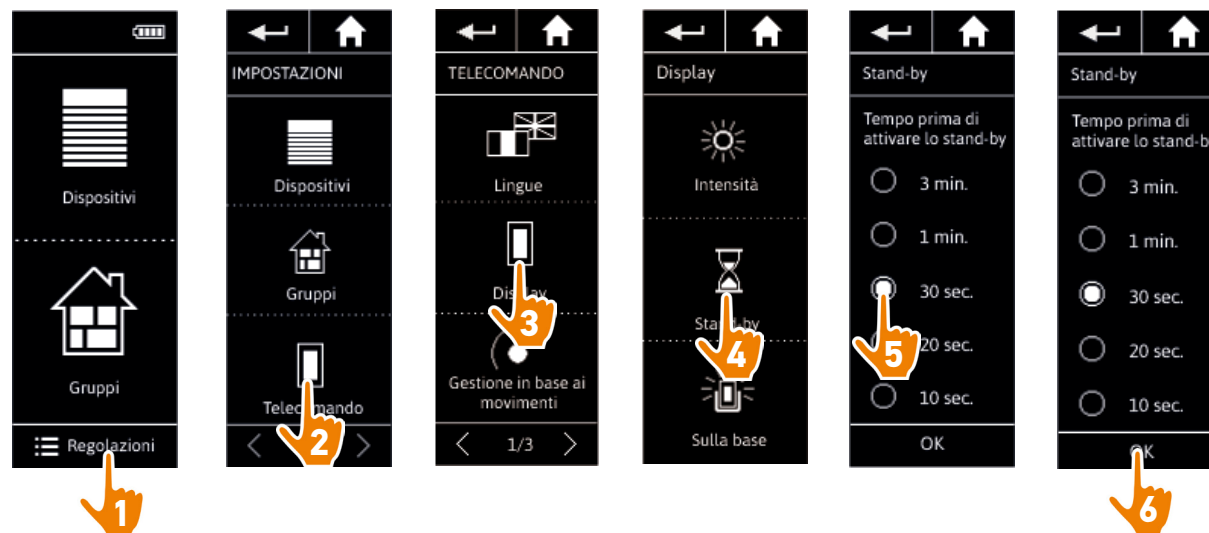 Dispositivi
Gruppi
Regolazioni
1
IMPOSTAZIONI
Dispositivi
Gruppi
Telecomando
<
>
2
TELECOMANDO
Lingue
Display
3
Gestione in base ai
movimenti
< 1/3 >
Display
Intensità
Stand-by
4
Sulla base
Stand-by
Tempo prima di
attivare lo stand-by
3 min.
1 min.
30 sec.
20 sec.
5
10 sec.
OK
Stand-by
Tempo prima di
attivare lo stand-b
3 min.
1 min.
30 sec.
20 sec.
10 sec.
OK
6